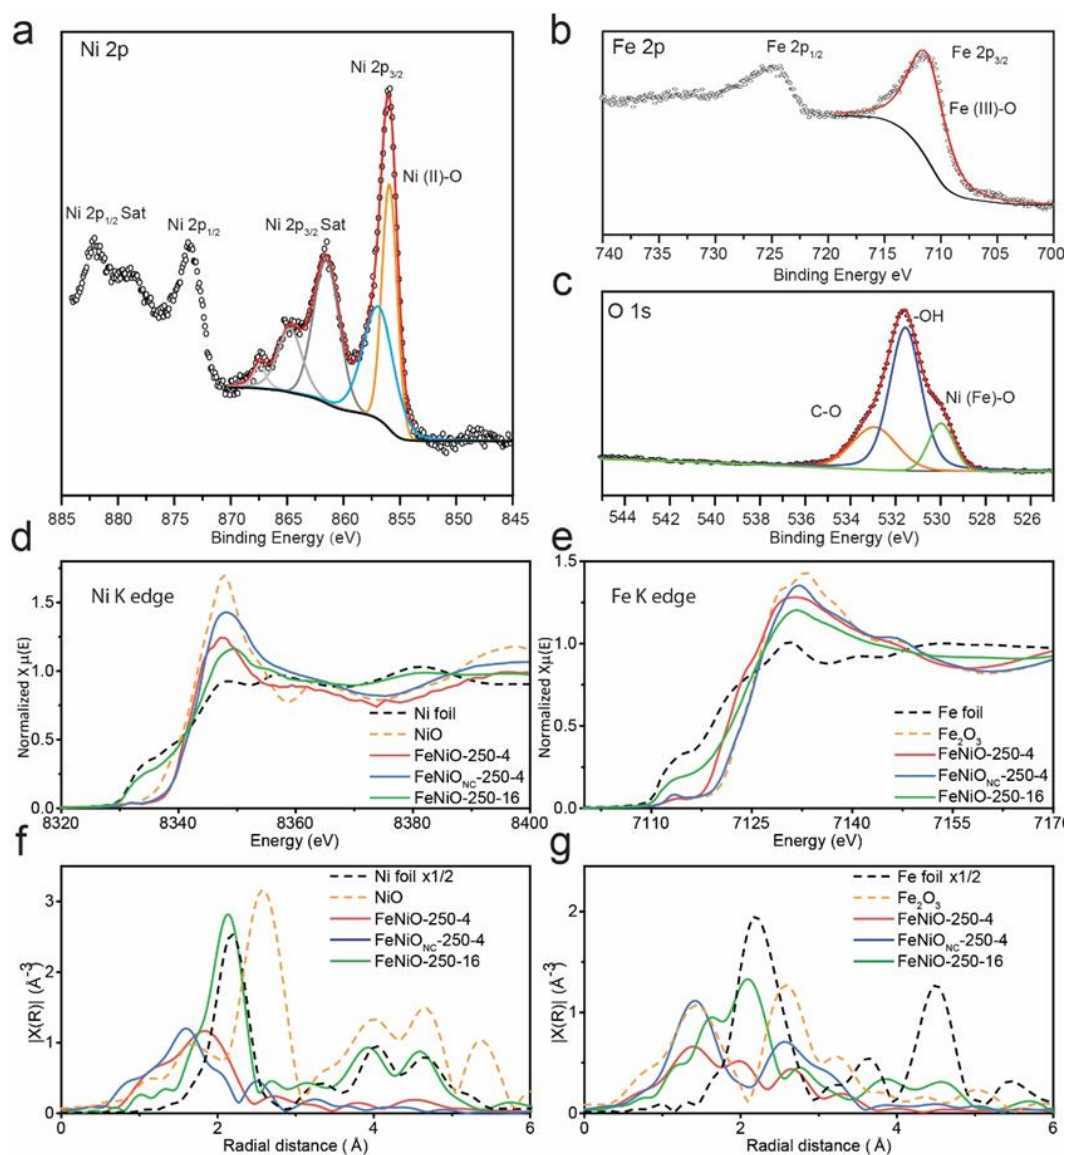 a
Ni 2p
Ni 2p3/2
Ni (II)-O
Ni 2p1/2 Sat
Ni 2p1/2
Ni 2p3/2 Sat
885 880 875 870 865 860 855 850 845
Binding Energy (eV)
b
Fe 2p
Fe 2p1/2
Fe 2p3/2
Fe (III)-O
740 735 730 725 720 715 710 705 700
Binding Energy eV
c
O 1s
-OH
C-O
Ni (Fe)-O
544 542 540 538 536 534 532 530 528 526
Binding Energy (eV)
d
Ni K edge
Normalized Xμ(E)
1.5
1.0
0.5
0.0
Ni foil
NiO
FeNiO-250-4
FeNiONC-250-4
FeNiO-250-16
8320 8340 8360 8380 8400
Energy (eV)
e
Fe K edge
Normalized Xμ(E)
1.5
1.0
0.5
0.0
Fe foil
Fe2O3
FeNiO-250-4
FeNiONC-250-4
FeNiO-250-16
7110 7125 7140 7155 7170
Energy (eV)
f
|X(R)| (Å-3)
3
2
1
0
Ni foil x1/2
NiO
FeNiO-250-4
FeNiONC-250-4
FeNiO-250-16
0 2 4 6
Radial distance ( Å)
g
|X(R)| (Å-3)
2
1
0
Fe foil x1/2
Fe2O3
FeNiO-250-4
FeNiONC-250-4
FeNiO-250-16
0 1 2 3 4 5 6
Radial distance ( Å)